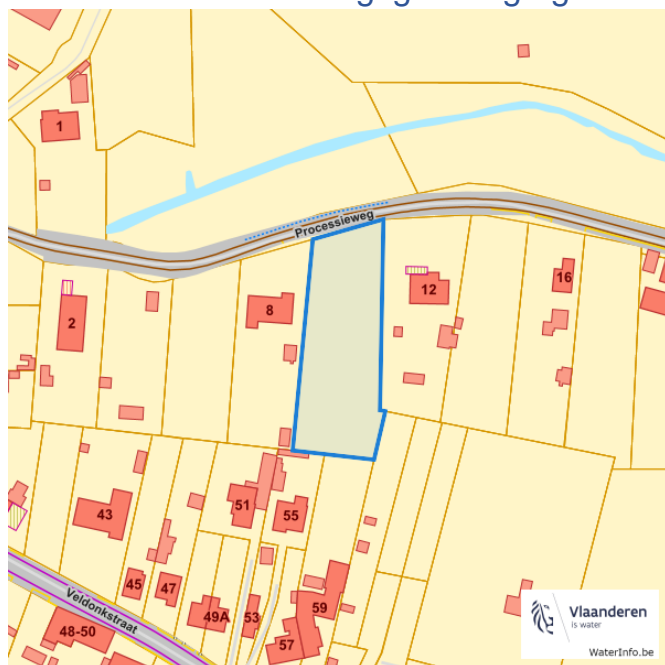 1
Processieweg
2
8
12
16
43
51
55
45
47
49A
53
59
57
Veldonkstraat
48-50
Vlaanderen
is water
WaterInfo.be